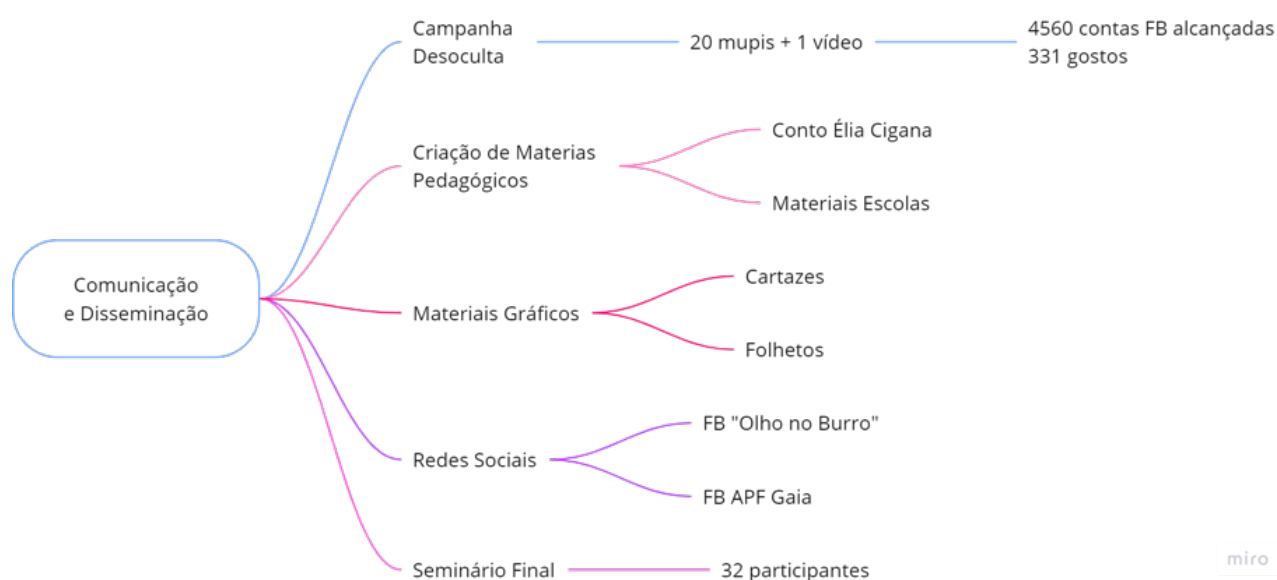 Campanha
Desoculta
20 mupis + 1 vídeo
4560 contas FB alcançadas
331 gostos
Criação de Materias
Pedagógicos
Conto Élia Cigana
Materiais Escolas
Comunicação
e Disseminação
Materiais Gráficos
Cartazes
Folhetos
Redes Sociais
FB "Olho no Burro"
FB APF Gaia
Seminário Final
32 participantes
miro